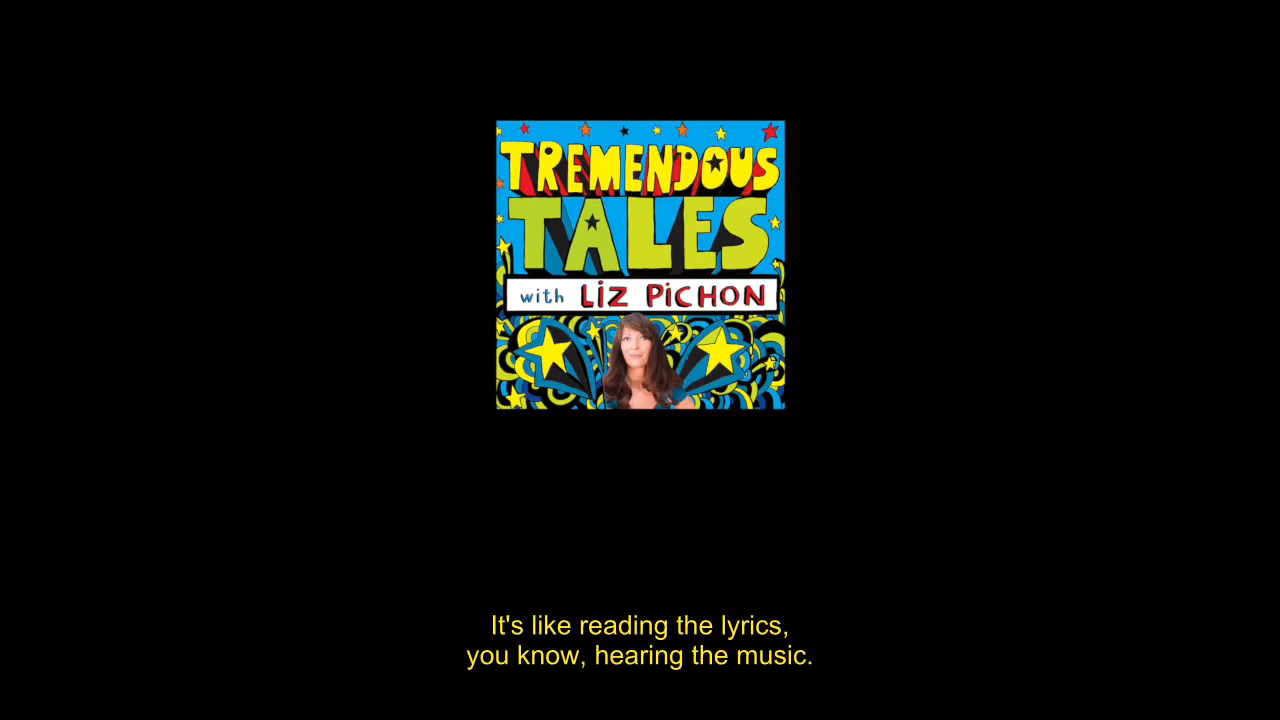 TREMENDOUS
TALES
with LiZ PiCHON
It's like reading the lyrics,
you know, hearing the music.